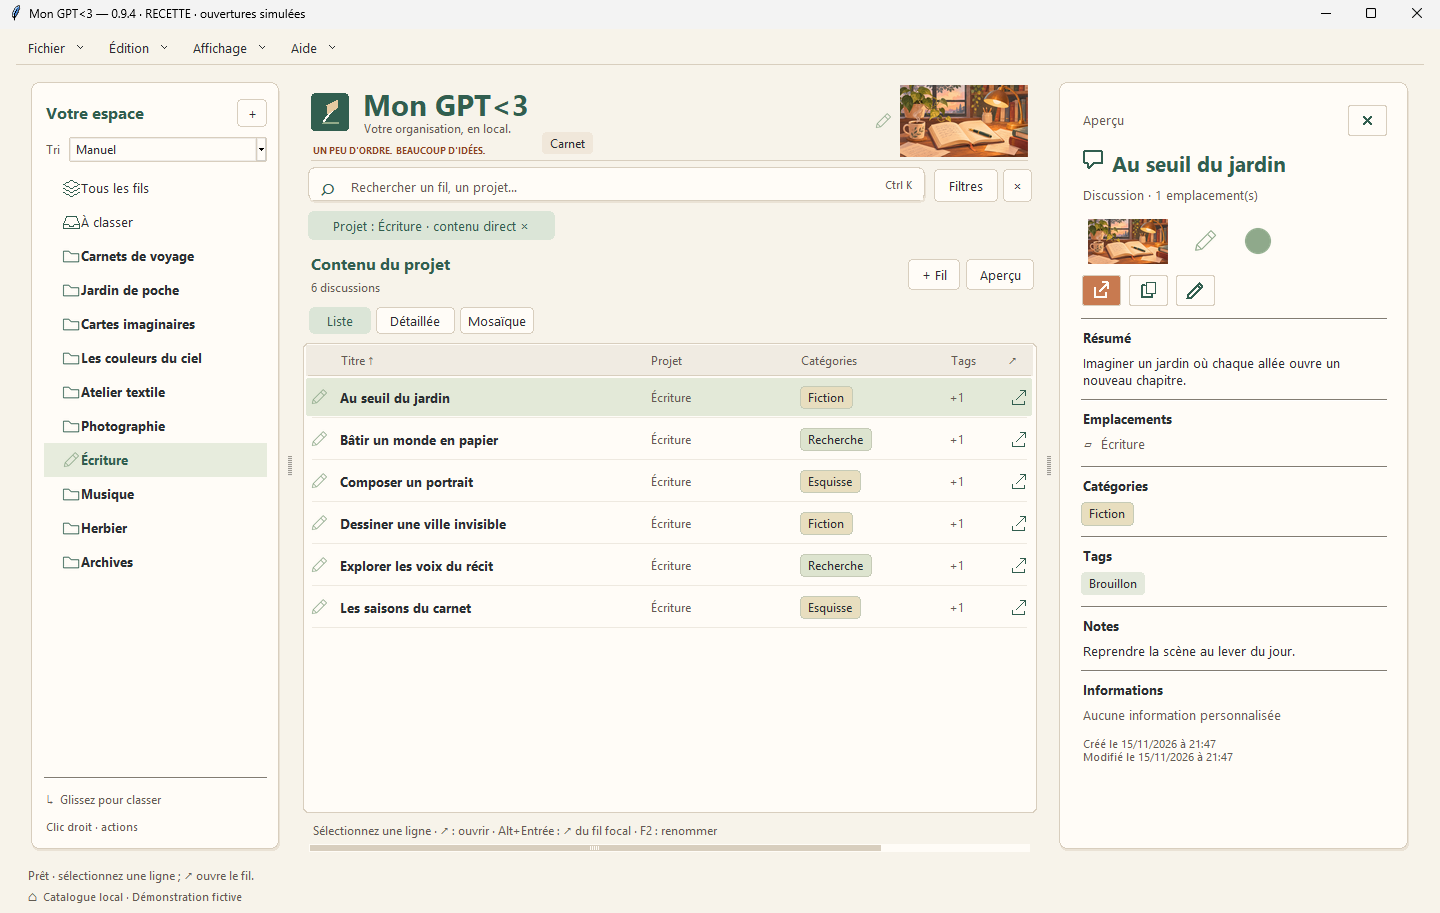 Mon GPT<3 — 0.9.4 · RECETTE · ouvertures simulées
Fichier Édition Affichage Aide
Votre espace +
Tri Manuel
Tous les fils
À classer
Carnets de voyage
Jardin de poche
Cartes imaginaires
Les couleurs du ciel
Atelier textile
Photographie
Écriture
Musique
Herbier
Archives
↳ Glissez pour classer
Clic droit · actions
Mon GPT<3
Votre organisation, en local.
UN PEU D'ORDRE. BEAUCOUP D'IDÉES.
Carnet
Rechercher un fil, un projet... Ctrl K
Filtres ×
Projet : Écriture · contenu direct ×
Contenu du projet
6 discussions
+ Fil Aperçu
Liste Détaillée Mosaïque
Titre ↑ Projet Catégories Tags ↗
Au seuil du jardin Écriture Fiction +1
Bâtir un monde en papier Écriture Recherche +1
Composer un portrait Écriture Esquisse +1
Dessiner une ville invisible Écriture Fiction +1
Explorer les voix du récit Écriture Recherche +1
Les saisons du carnet Écriture Esquisse +1
Sélectionnez une ligne · ↗ : ouvrir · Alt+Entrée : ↗ du fil focal · F2 : renommer
Aperçu ×
Au seuil du jardin
Discussion · 1 emplacement(s)
Résumé
Imaginer un jardin où chaque allée ouvre un
nouveau chapitre.
Emplacements
▱ Écriture
Catégories
Fiction
Tags
Brouillon
Notes
Reprendre la scène au lever du jour.
Informations
Aucune information personnalisée
Créé le 15/11/2026 à 21:47
Modifié le 15/11/2026 à 21:47
Prêt · sélectionnez une ligne ; ↗ ouvre le fil.
⌂ Catalogue local · Démonstration fictive